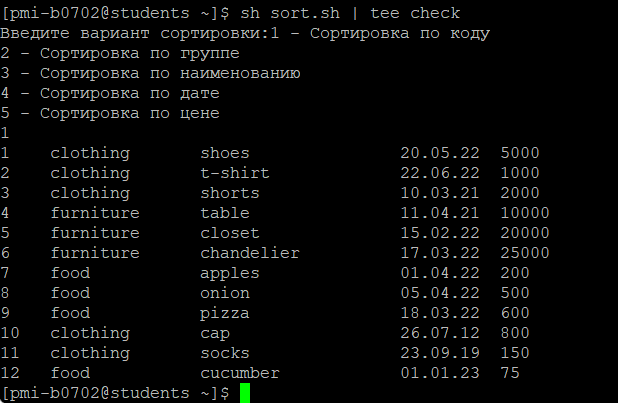 [pmi-b0702@students ~]$ sh sort.sh | tee check
Введите вариант сортировки:1 - Сортировка по коду
2 - Сортировка по группе
3 - Сортировка по наименованию
4 - Сортировка по дате
5 - Сортировка по цене
1
1 clothing shoes 20.05.22 5000
2 clothing t-shirt 22.06.22 1000
3 clothing shorts 10.03.21 2000
4 furniture table 11.04.21 10000
5 furniture closet 15.02.22 20000
6 furniture chandelier 17.03.22 25000
7 food apples 01.04.22 200
8 food onion 05.04.22 500
9 food pizza 18.03.22 600
10 clothing cap 26.07.12 800
11 clothing socks 23.09.19 150
12 food cucumber 01.01.23 75
[pmi-b0702@students ~]$